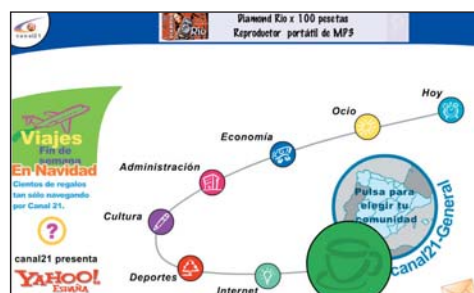 Diamond Rio x 100 pesetas
Reproductor portátil de MP3
Rio
canal21
Hoy
Ocio
Economía
Administración
Cultura
Deportes
Internet
Viajes
Fin de
semana
En Navidad
Cientos de regalos
tan sólo navegando
por Canal 21.
?
canal21 presenta
YAHOO!
ESPAÑA
Pulsa para
elegir tu
comunidad
canal21-General